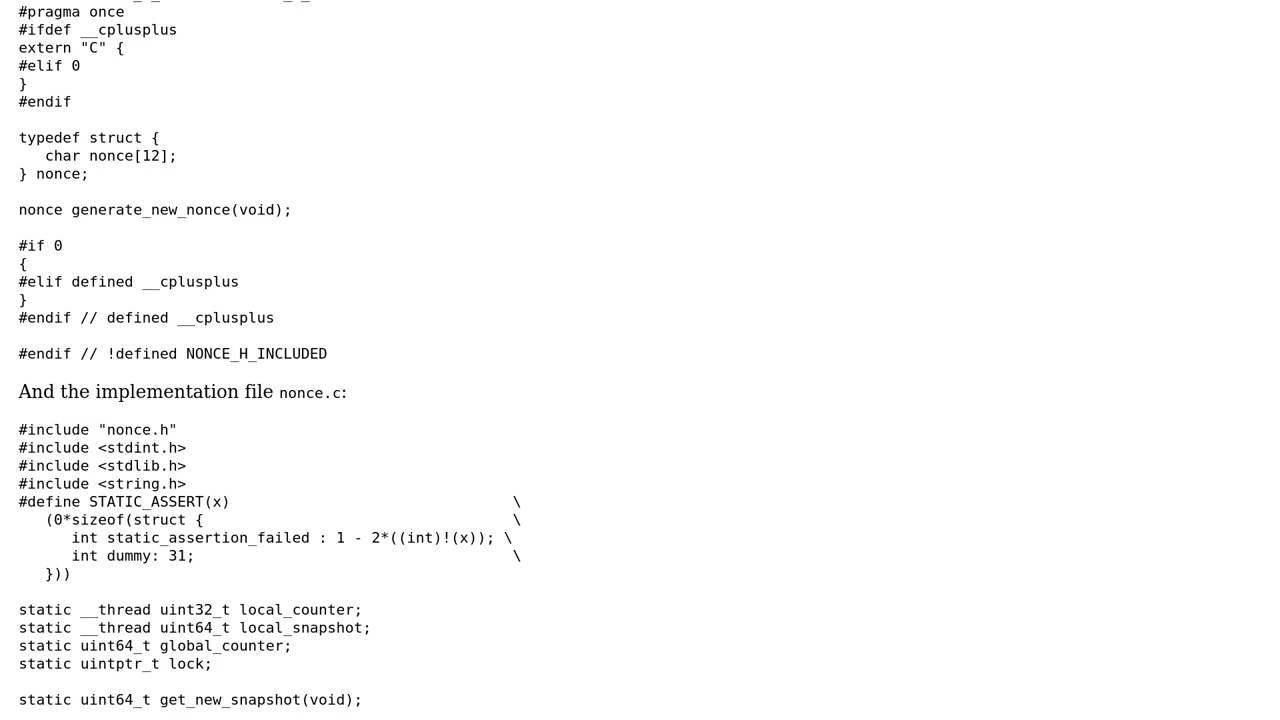 #pragma once
#ifdef __cplusplus
extern "C" {
#elif 0
}
#endif

typedef struct {
   char nonce[12];
} nonce;

nonce generate_new_nonce(void);

#if 0
{
#elif defined __cplusplus
}
#endif // defined __cplusplus

#endif // !defined NONCE_H_INCLUDED

And the implementation file nonce.c:

#include "nonce.h"
#include <stdint.h>
#include <stdlib.h>
#include <string.h>
#define STATIC_ASSERT(x)                                \
   (0*sizeof(struct {                                   \
      int static_assertion_failed : 1 - 2*((int)!(x)); \
      int dummy: 31;                                    \
   }))

static __thread uint32_t local_counter;
static __thread uint64_t local_snapshot;
static uint64_t global_counter;
static uintptr_t lock;

static uint64_t get_new_snapshot(void);